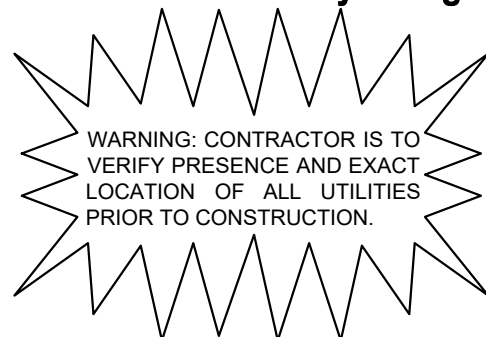 WARNING: CONTRACTOR IS TO
VERIFY PRESENCE AND EXACT
LOCATION OF ALL UTILITIES
PRIOR TO CONSTRUCTION.